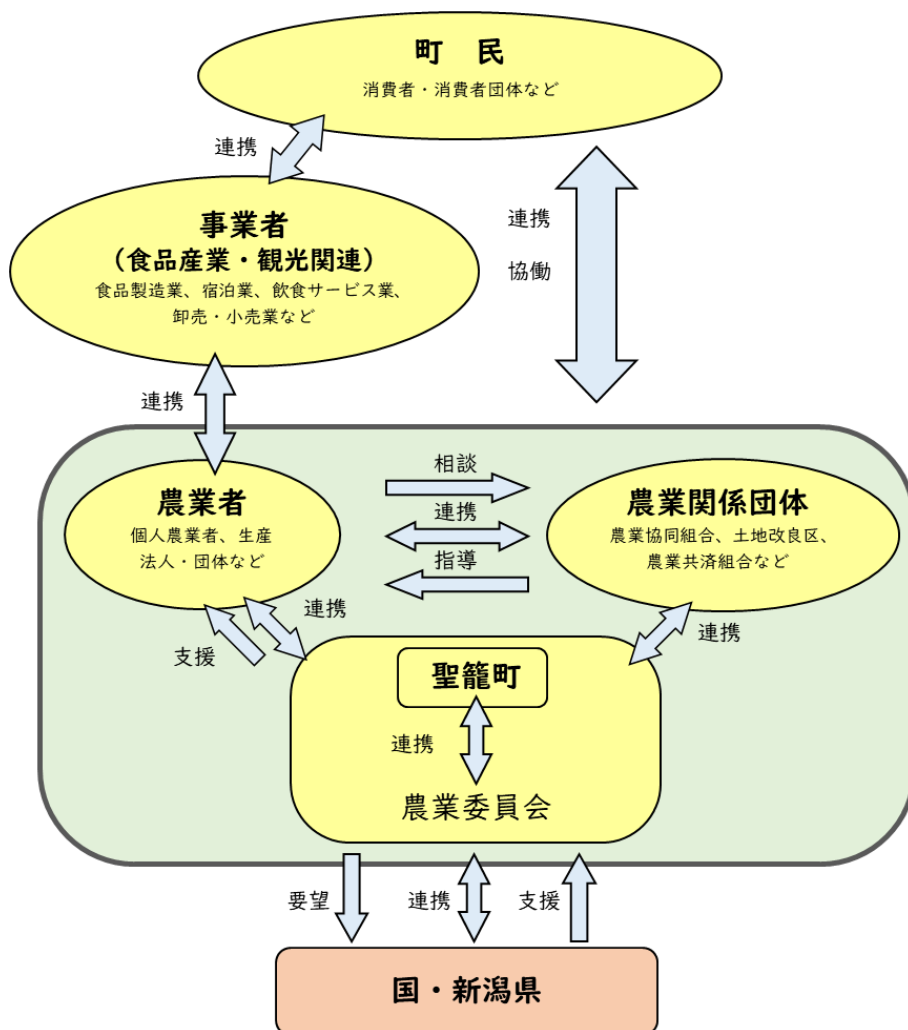 町　民
消費者・消費者団体など
連携
事業者
（食品産業・観光関連）
食品製造業、宿泊業、飲食サービス業、
卸売・小売業など
連携
協働
連携
相談
農業者
個人農業者、生産
法人・団体など
連携
指導
農業関係団体
農業協同組合、土地改良区、
農業共済組合など
連携
支援
連携
聖籠町
連携
農業委員会
要望
連携
支援
国・新潟県